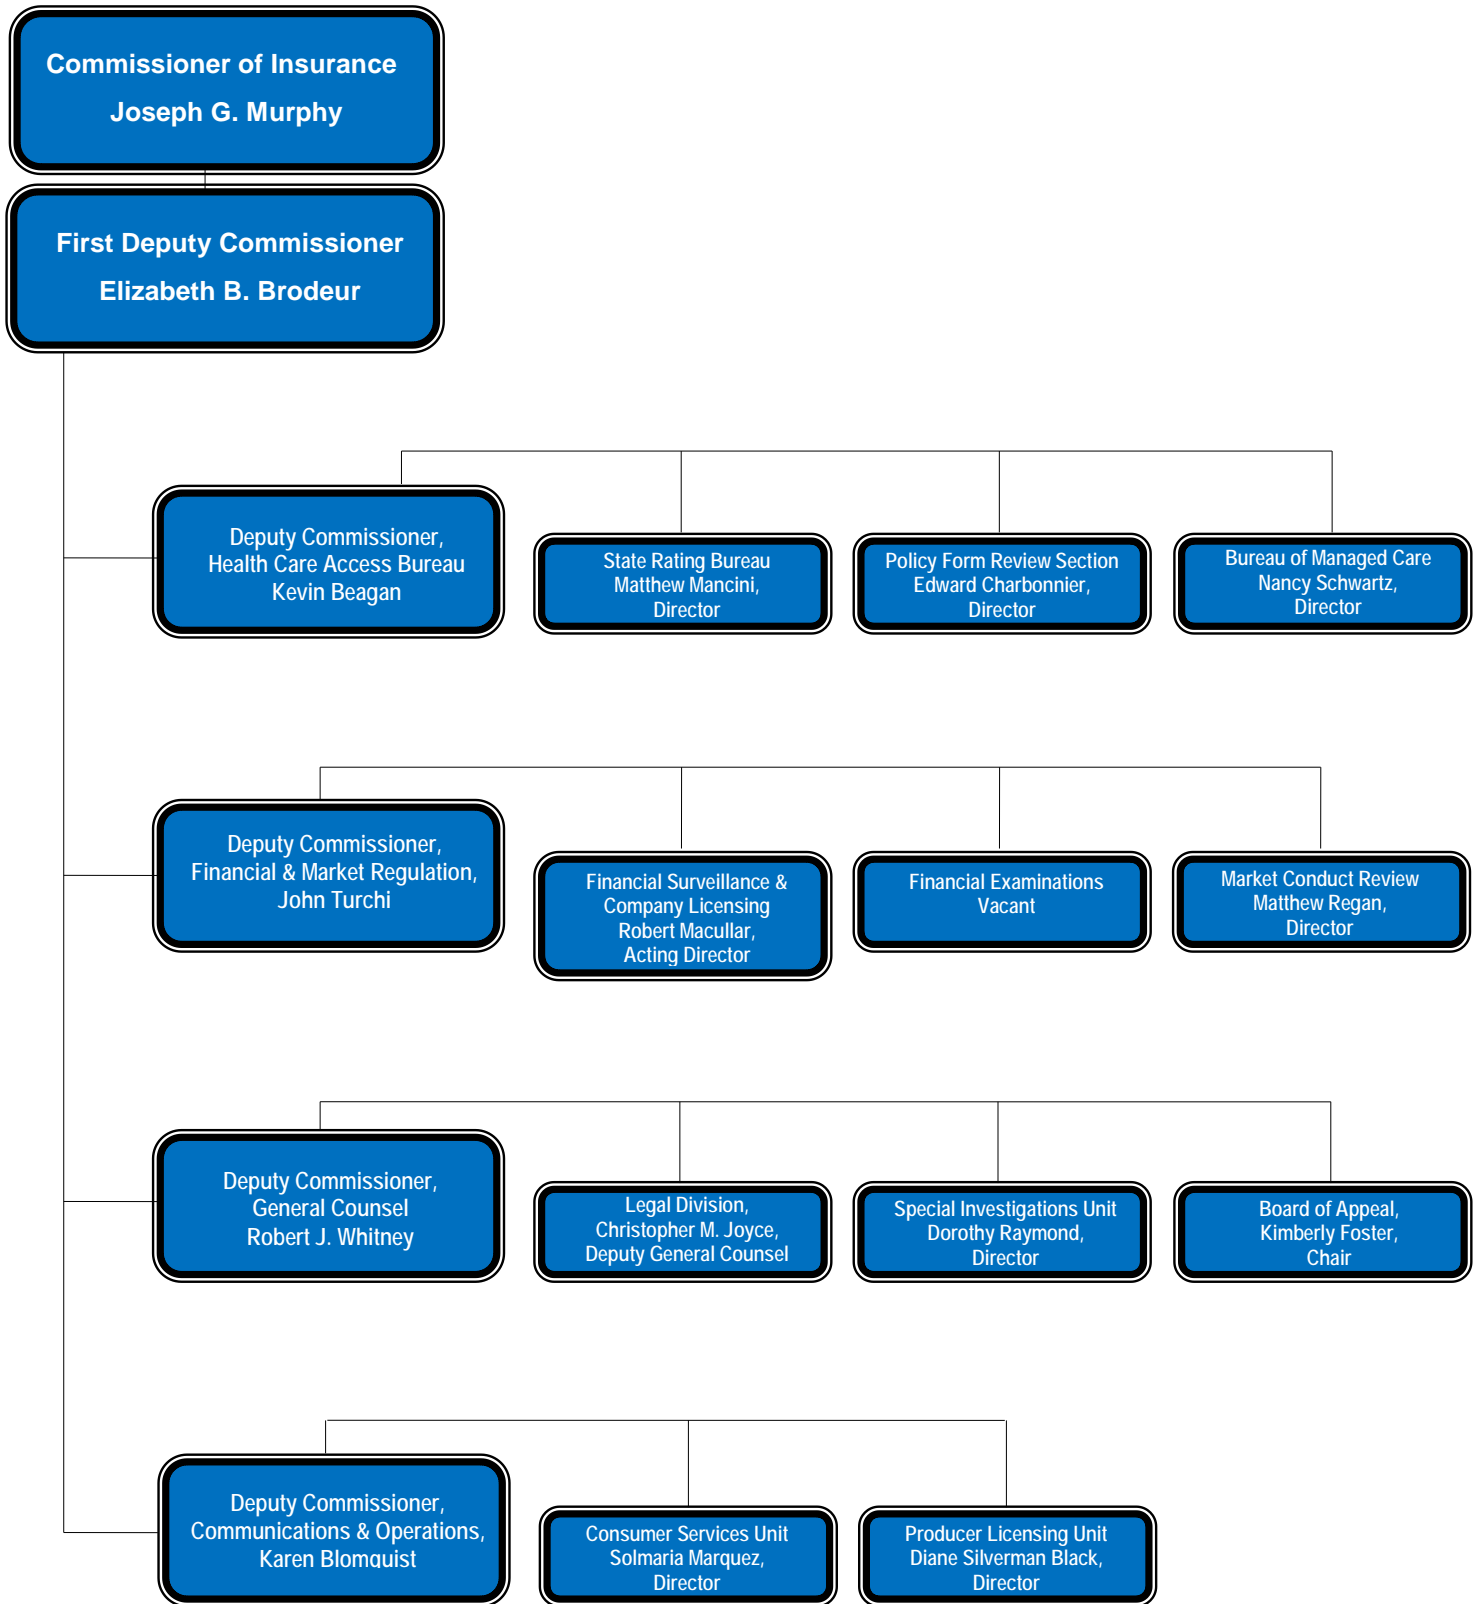 Commissioner of Insurance
Joseph G. Murphy
First Deputy Commissioner
Elizabeth B. Brodeur
Deputy Commissioner,
Health Care Access Bureau
Kevin Beagan
State Rating Bureau
Matthew Mancini,
Director
Policy Form Review Section
Edward Charbonnier,
Director
Bureau of Managed Care
Nancy Schwartz,
Director
Deputy Commissioner,
Financial & Market Regulation,
John Turchi
Financial Surveillance &
Company Licensing
Robert Macullar,
Acting Director
Financial Examinations
Vacant
Market Conduct Review
Matthew Regan,
Director
Deputy Commissioner,
General Counsel
Robert J. Whitney
Legal Division,
Christopher M. Joyce,
Deputy General Counsel
Special Investigations Unit
Dorothy Raymond,
Director
Board of Appeal,
Kimberly Foster,
Chair
Deputy Commissioner,
Communications & Operations,
Karen Blomquist
Consumer Services Unit
Solmaria Marquez,
Director
Producer Licensing Unit
Diane Silverman Black,
Director